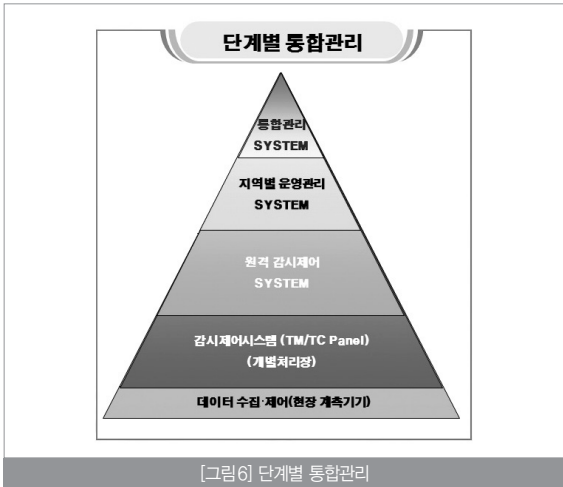 단계별 통합관리
통합관리
SYSTEM
지역별 운영관리
SYSTEM
원격 감시제어
SYSTEM
감시제어시스템 (TM/TC Panel)
(개별처리장)
데이터 수집·제어(현장 계측기기)
[그림6] 단계별 통합관리